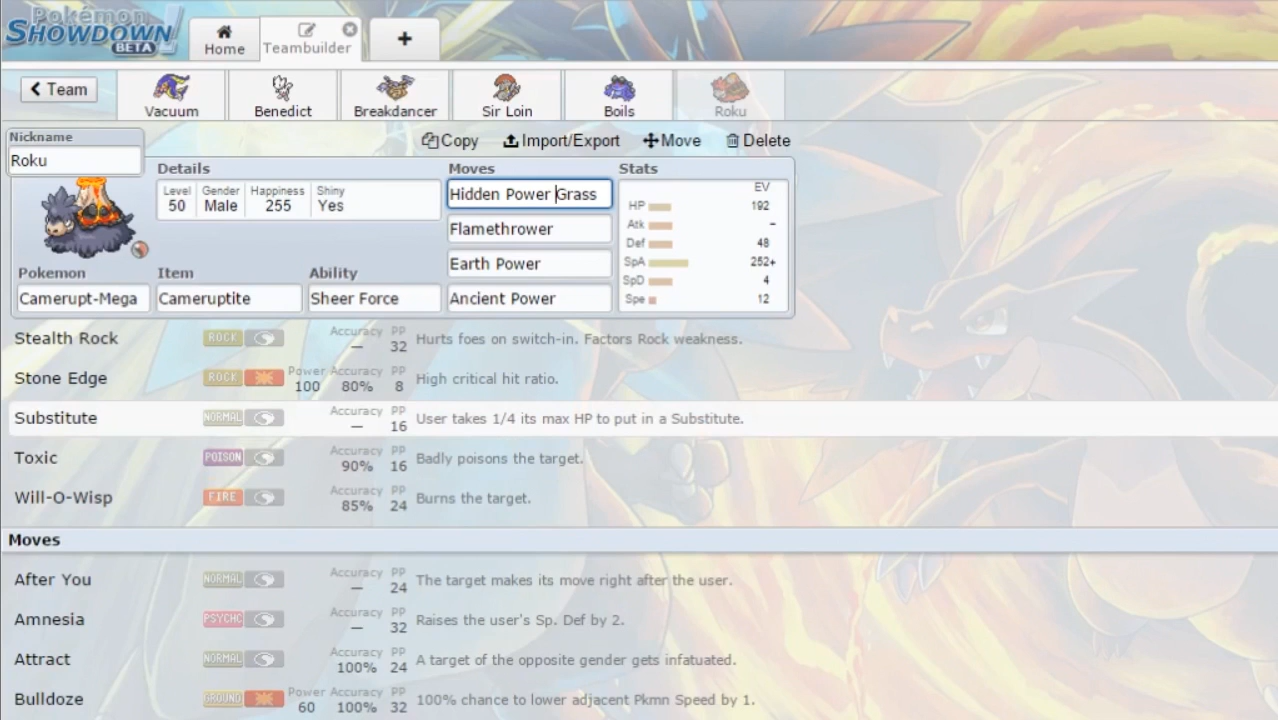 Pokémon
SHOWDOWN!
BETA
Home
Teambuilder
+
Team
Vacuum
Benedict
Breakdancer
Sir Loin
Boils
Roku
Nickname
Roku
Copy Import/Export Move Delete
Details
Level Gender Happiness Shiny
50 Male 255 Yes
Pokemon Item Ability
Camerupt-Mega Cameruptite Sheer Force
Moves
Hidden Power Grass
Flamethrower
Earth Power
Ancient Power
Stats
EV
HP 192
Atk -
Def 48
SpA 252+
SpD 4
Spe 12
Stealth Rock ROCK Accuracy — PP 32 Hurts foes on switch-in. Factors Rock weakness.
Stone Edge ROCK Power 100 Accuracy 80% PP 8 High critical hit ratio.
Substitute NORMAL Accuracy — PP 16 User takes 1/4 its max HP to put in a Substitute.
Toxic POISON Accuracy 90% PP 16 Badly poisons the target.
Will-O-Wisp FIRE Accuracy 85% PP 24 Burns the target.
Moves
After You NORMAL Accuracy — PP 24 The target makes its move right after the user.
Amnesia PSYCHC Accuracy — PP 32 Raises the user's Sp. Def by 2.
Attract NORMAL Accuracy 100% PP 24 A target of the opposite gender gets infatuated.
Bulldoze GROUND Power 60 Accuracy 100% PP 32 100% chance to lower adjacent Pkmn Speed by 1.